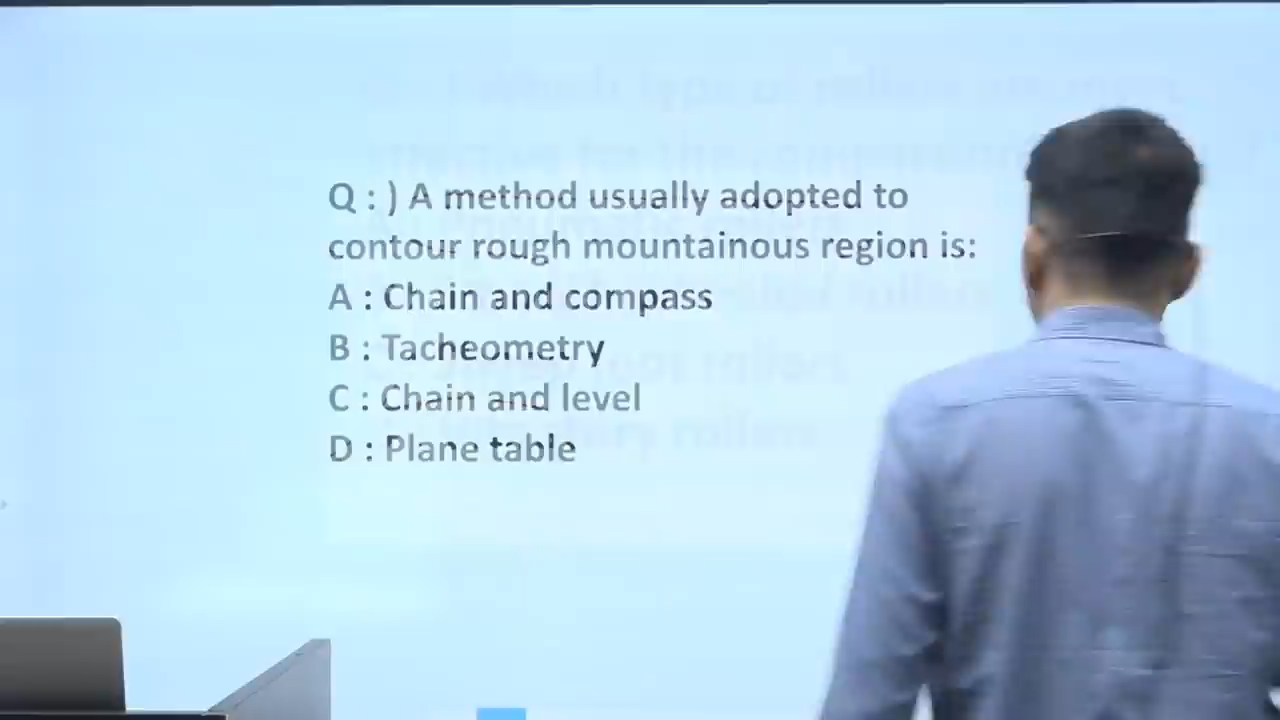 Q : ) A method usually adopted to
contour rough mountainous region is:
A : Chain and compass
B : Tacheometry
C : Chain and level
D : Plane table